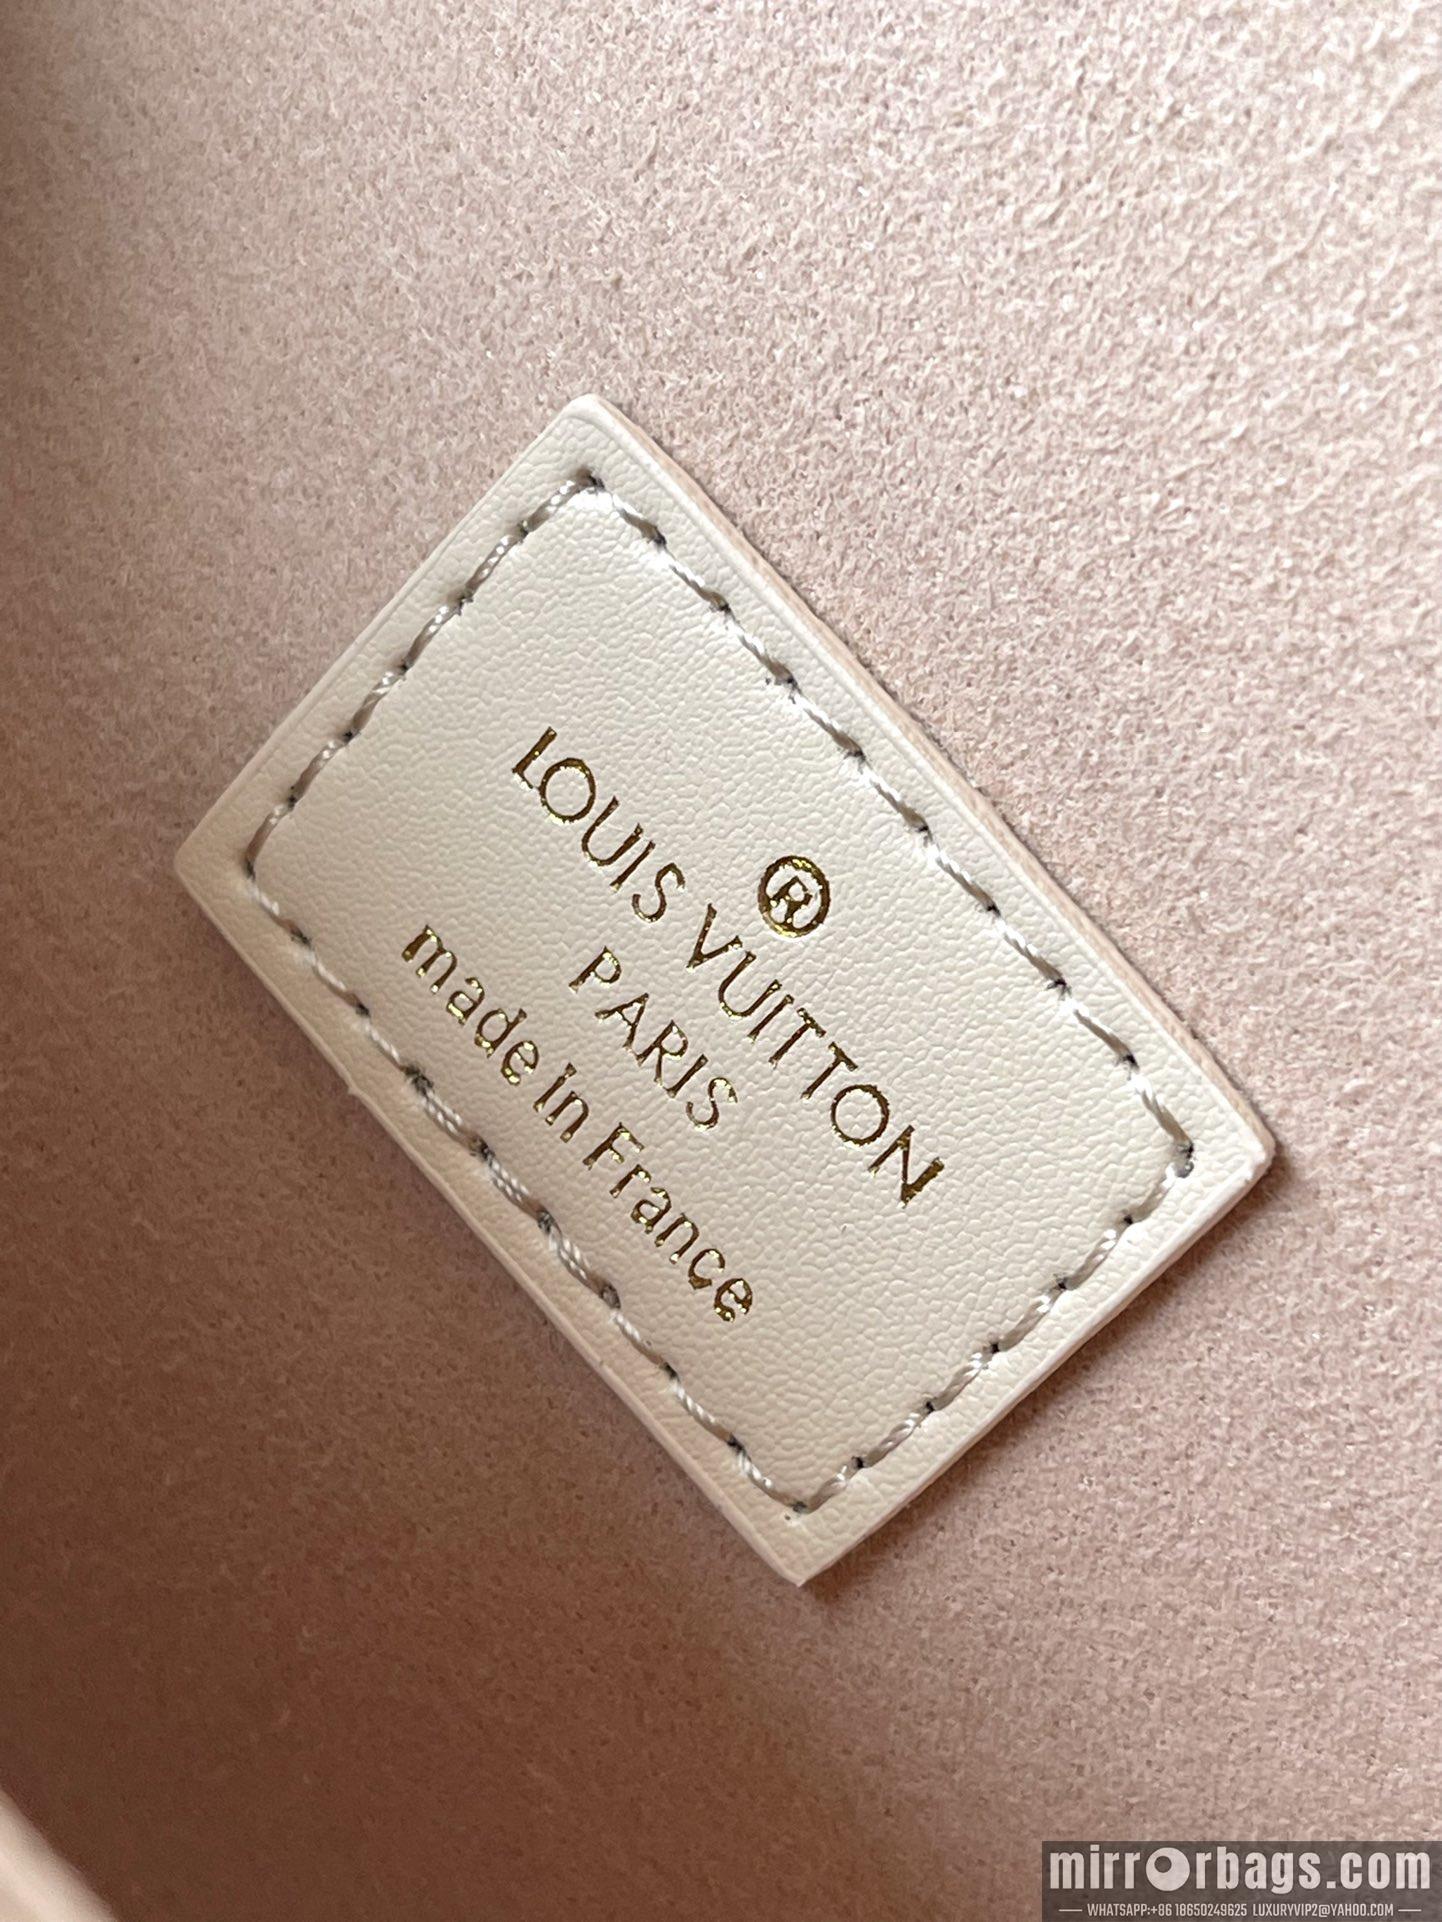 ®
LOUIS VUITTON
PARIS
made in France
mirrorbags.com
WHATSAPP:+86 18650249625 LUXURYVIP2@YAHOO.COM